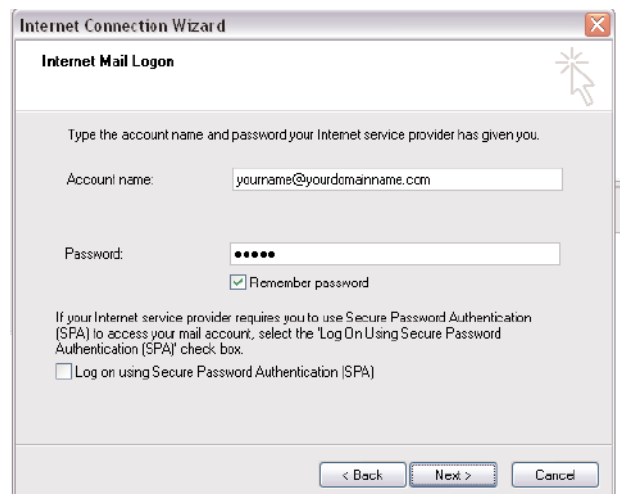 Internet Connection Wizard
Internet Mail Logon
Type the account name and password your Internet service provider has given you.
Account name:
yourname@yourdomainname.com
Password:
●●●●●
Remember password
If your Internet service provider requires you to use Secure Password Authentication
(SPA) to access your mail account, select the 'Log On Using Secure Password
Authentication (SPA)' check box.
Log on using Secure Password Authentication (SPA)
< Back
Next >
Cancel